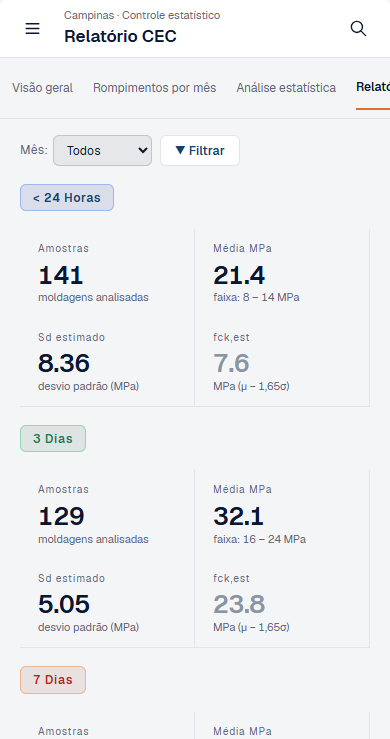 Campinas · Controle estatístico
Relatório CEC
Visão geral Rompimentos por mês Análise estatística Relató
Mês: Todos ▼ Filtrar
< 24 Horas
Amostras Média MPa
141 21.4
moldagens analisadas faixa: 8 – 14 MPa
Sd estimado fck,est
8.36 7.6
desvio padrão (MPa) MPa (μ – 1,65σ)
3 Dias
Amostras Média MPa
129 32.1
moldagens analisadas faixa: 16 – 24 MPa
Sd estimado fck,est
5.05 23.8
desvio padrão (MPa) MPa (μ – 1,65σ)
7 Dias
Amostras Média MPa